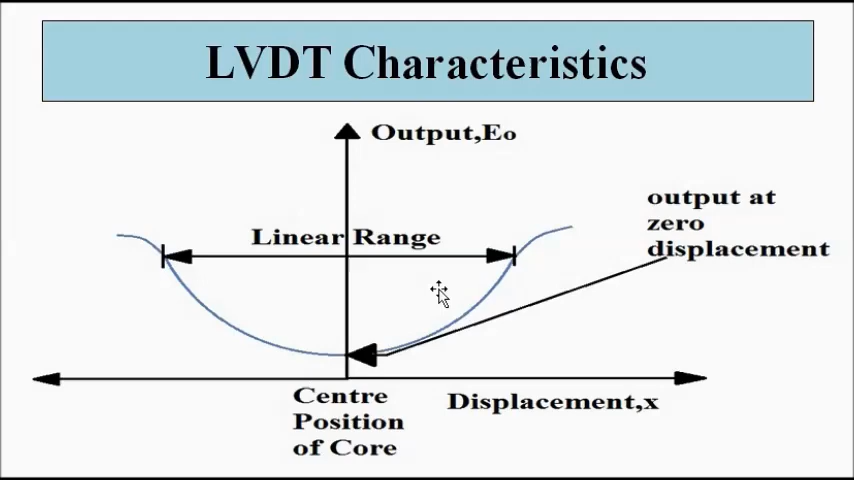 LVDT Characteristics
Output,Eo
Linear Range
output at
zero
displacement
Centre
Position
of Core
Displacement,x